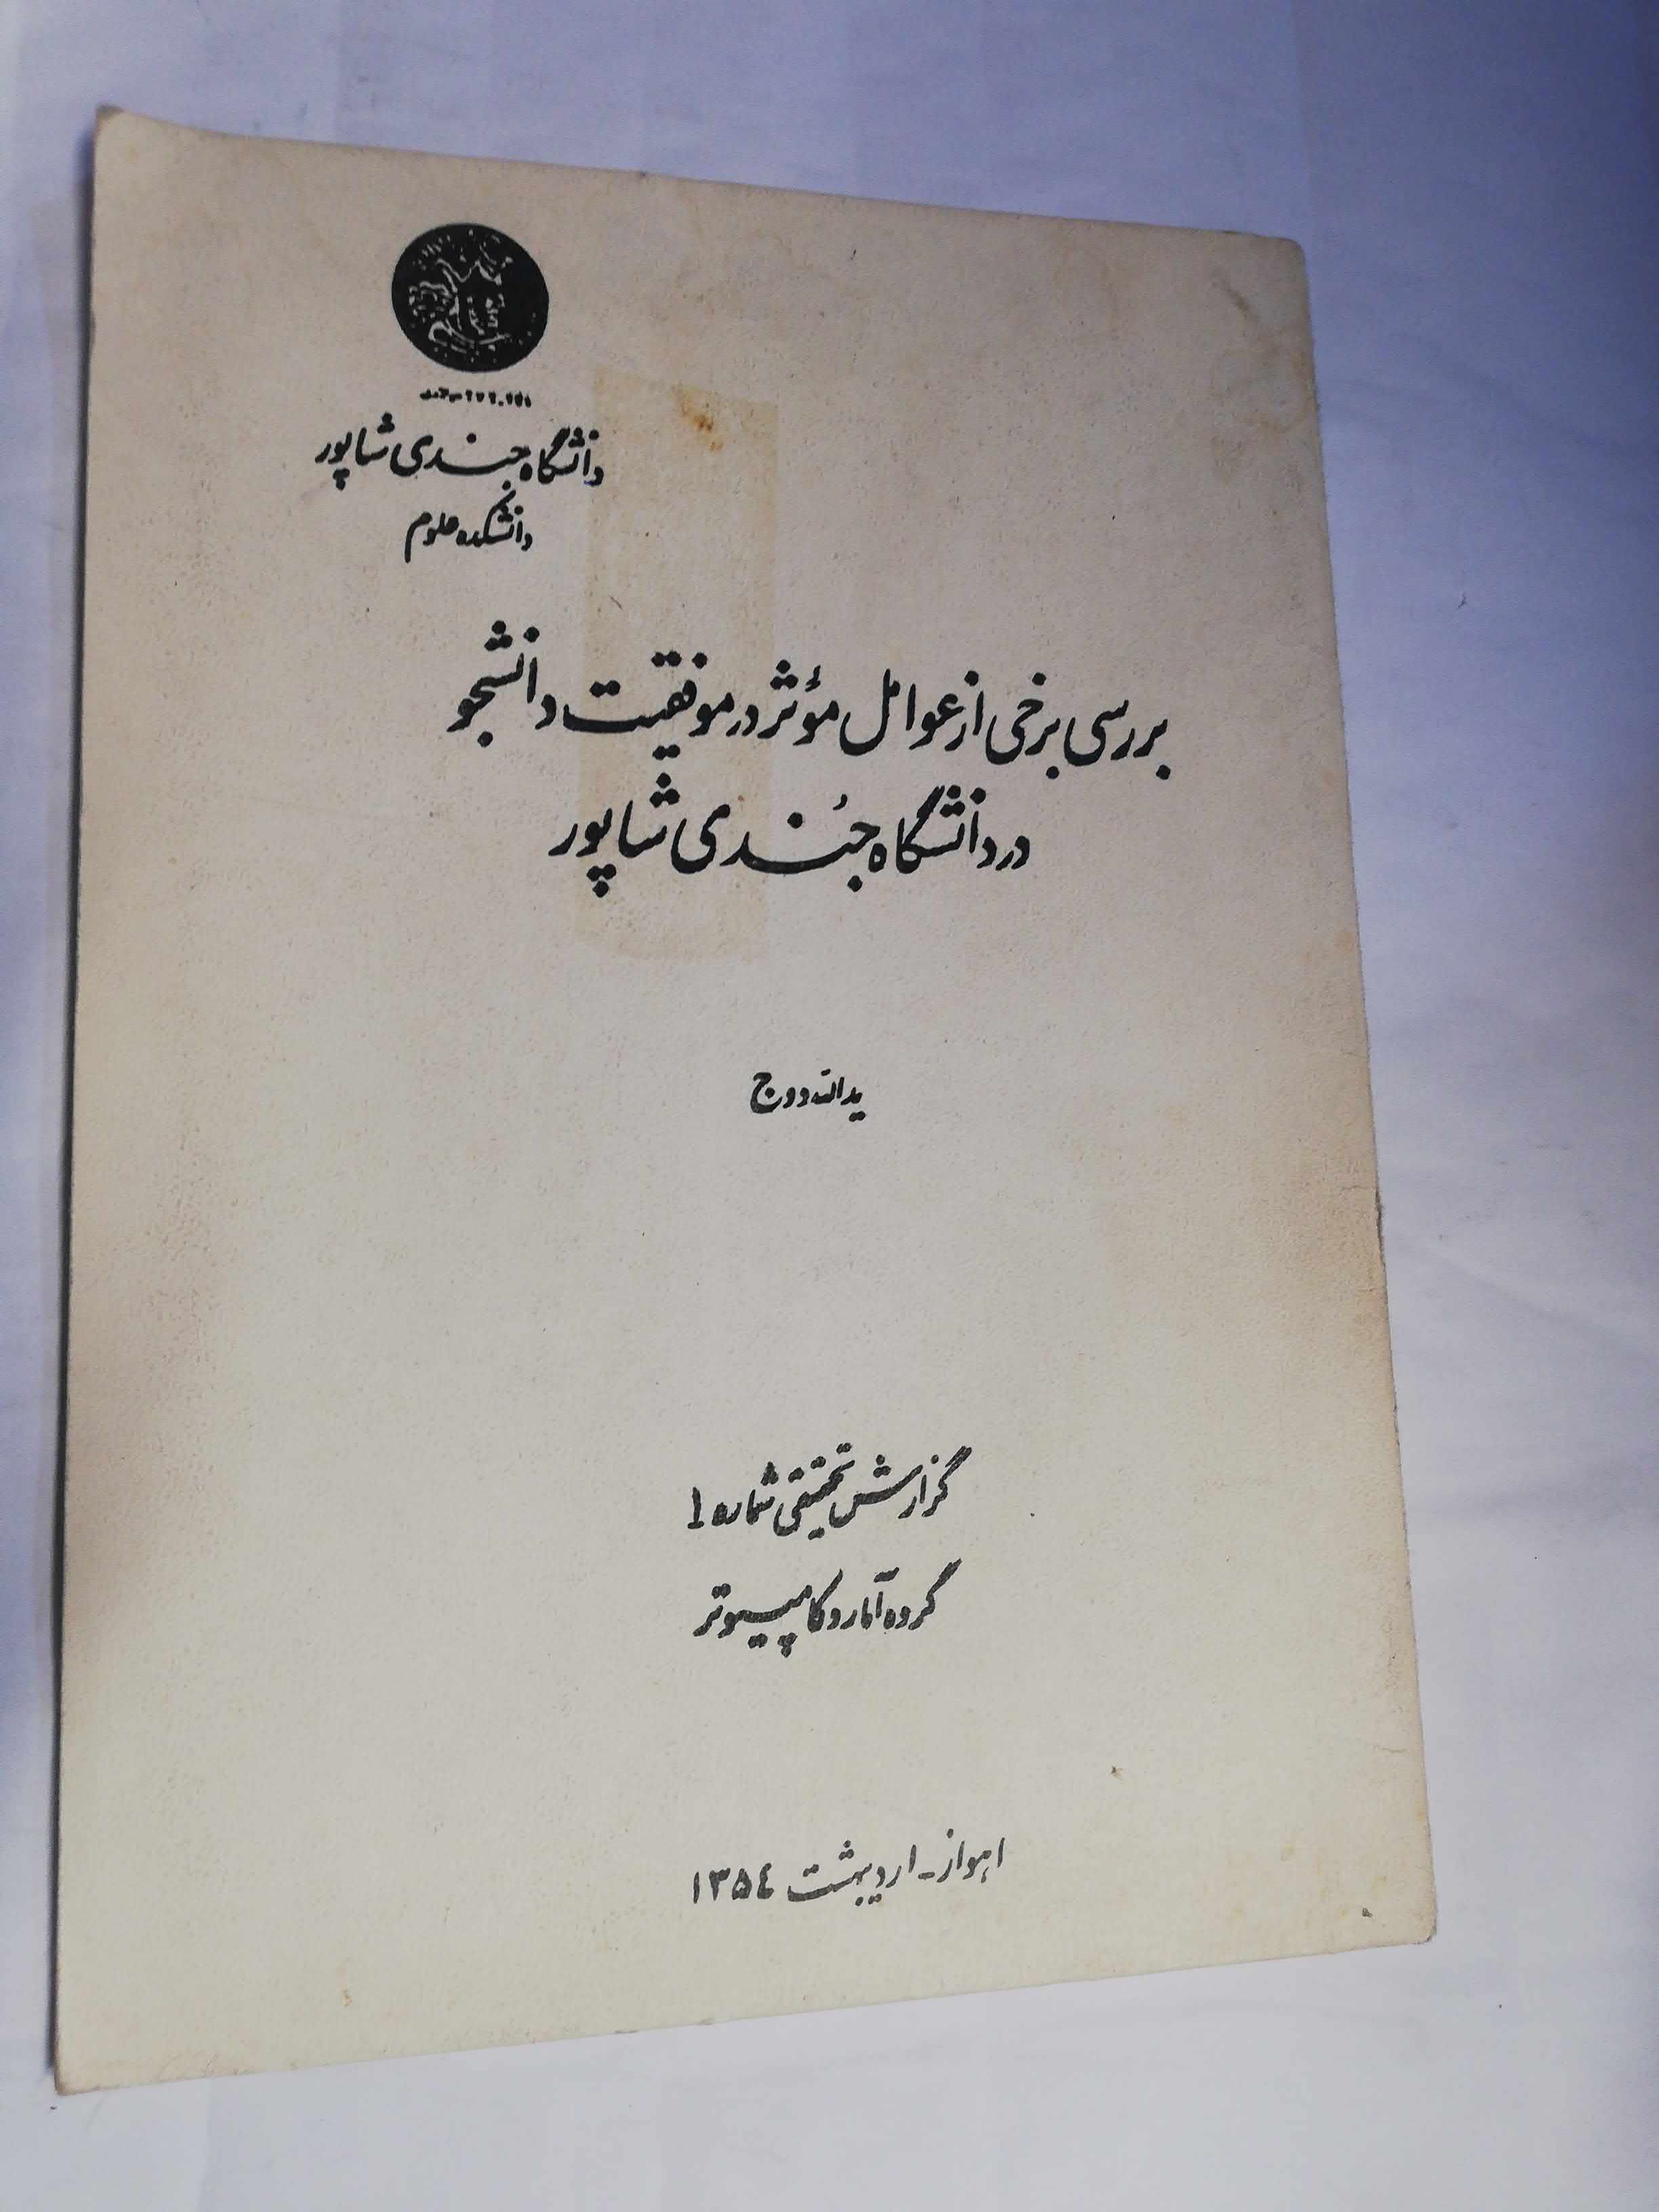 دانشگاه جندی شاپور
دانشکده علوم
بررسی برخی از عوامل مؤثر در موفقیت دانشجو
در دانشگاه جُندی شاپور
یدالله دوج
گزارش تحقیقی شماره ۱
گروه آمار و کامپیوتر
اهواز - اردیبهشت ۱۳۵٤